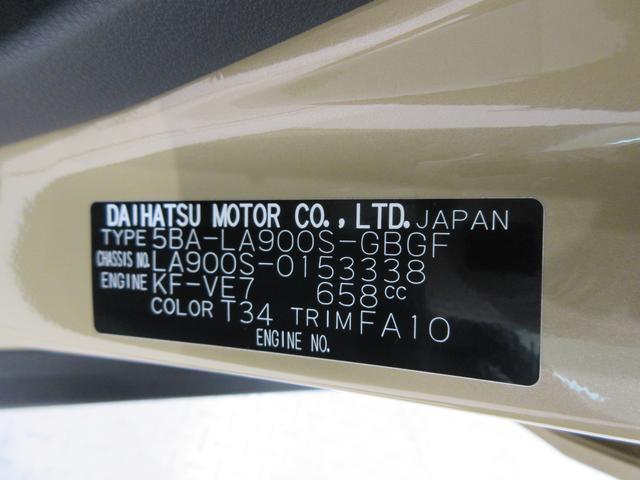 DAIHATSU MOTOR CO., LTD. JAPAN
TYPE 5BA-LA900S-GBGF
CHASSIS NO. LA900S-0153338
ENGINE KF-VE7 658cc
COLOR T34 TRIM FA10
ENGINE NO.